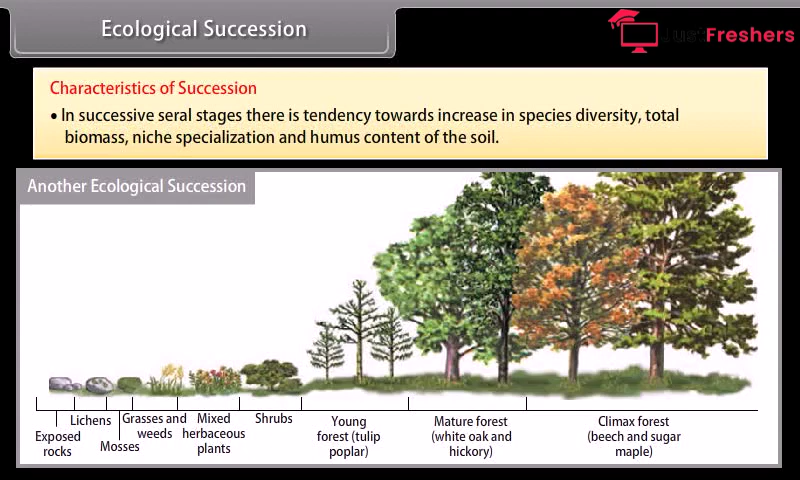 Ecological Succession
JustFreshers
Characteristics of Succession
• In successive seral stages there is tendency towards increase in species diversity, total
biomass, niche specialization and humus content of the soil.
Another Ecological Succession
Exposed
rocks
Lichens
Mosses
Grasses and
weeds
Mixed
herbaceous
plants
Shrubs
Young
forest (tulip
poplar)
Mature forest
(white oak and
hickory)
Climax forest
(beech and sugar
maple)